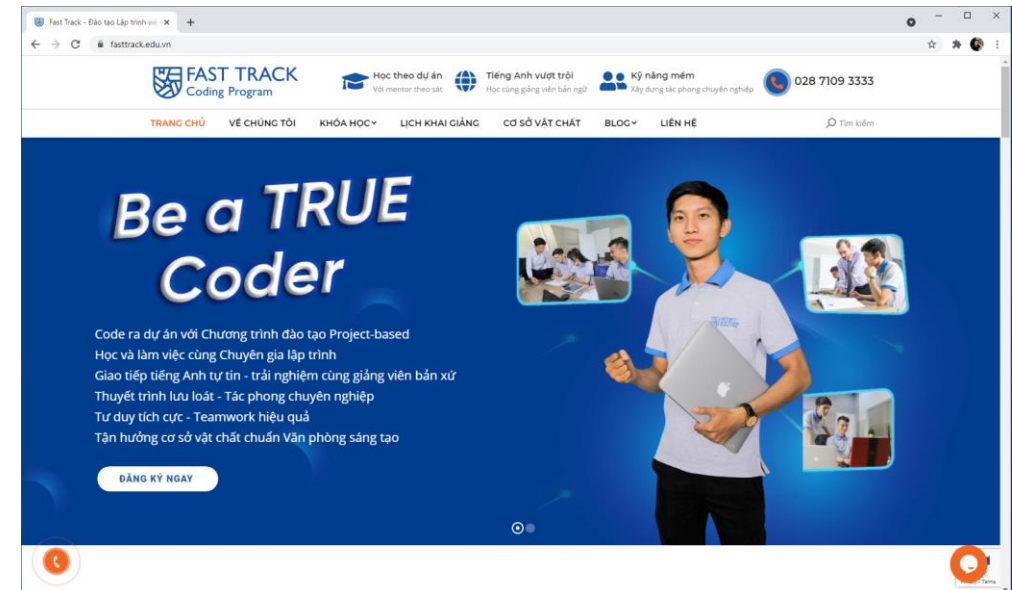 Fast Track - Đào tạo Lập trình vi
fasttrack.edu.vn
FAST TRACK
Coding Program
Học theo dự án
Với mentor theo sát
Tiếng Anh vượt trội
Học cùng giảng viên bản ngữ
Kỹ năng mềm
Xây dựng tác phong chuyên nghiệp
028 7109 3333
TRANG CHỦ VỀ CHÚNG TÔI KHÓA HỌC LỊCH KHAI GIẢNG CƠ SỞ VẬT CHẤT BLOG LIÊN HỆ Tìm kiếm
Be a TRUE
Coder
Code ra dự án với Chương trình đào tạo Project-based
Học và làm việc cùng Chuyên gia lập trình
Giao tiếp tiếng Anh tự tin - trải nghiệm cùng giảng viên bản xứ
Thuyết trình lưu loát - Tác phong chuyên nghiệp
Tư duy tích cực - Teamwork hiệu quả
Tận hưởng cơ sở vật chất chuẩn Văn phòng sáng tạo
ĐĂNG KÝ NGAY
Terms